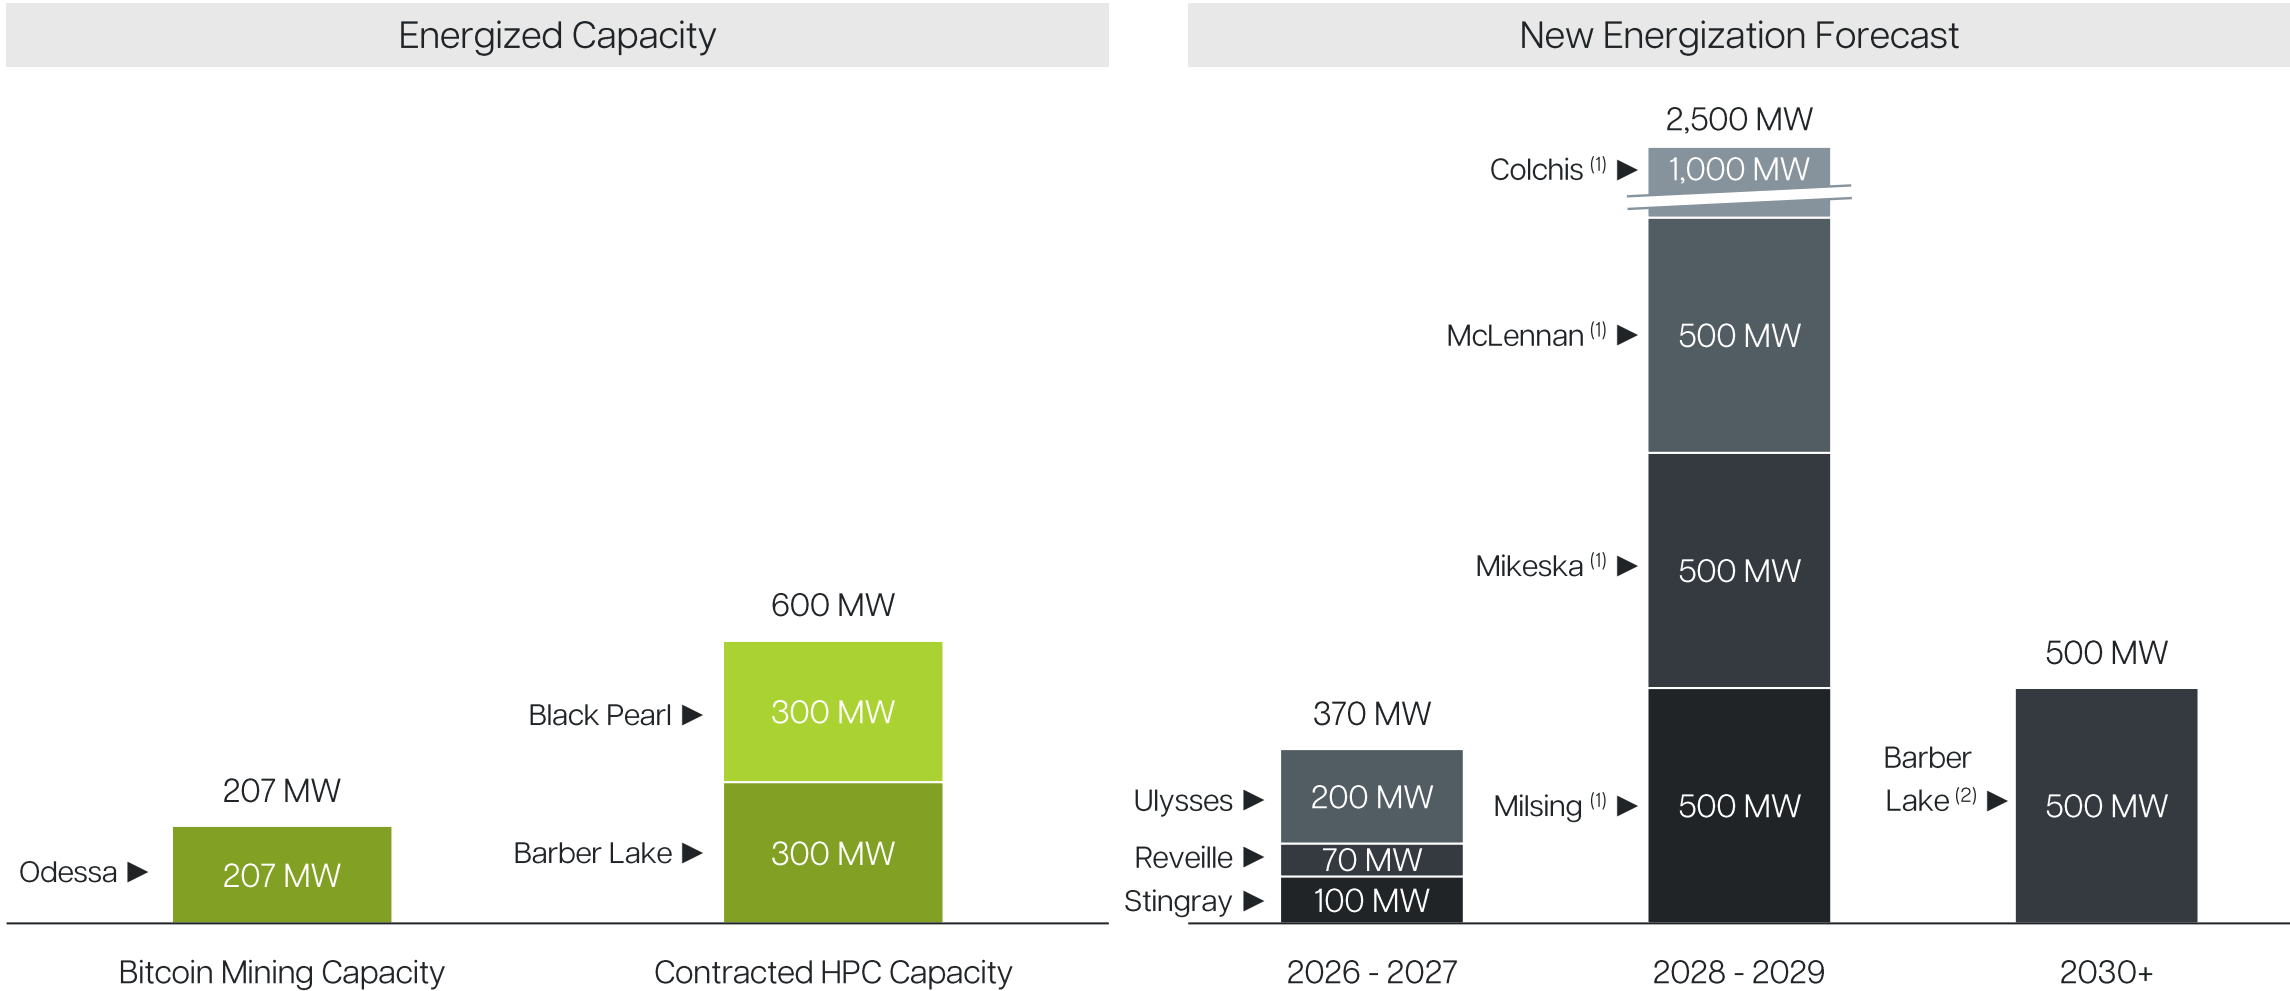 Energized Capacity
207 MW
Odessa
207 MW
Bitcoin Mining Capacity
600 MW
Black Pearl
300 MW
Barber Lake
300 MW
Contracted HPC Capacity
New Energization Forecast
370 MW
Ulysses
200 MW
Reveille
70 MW
Stingray
100 MW
2026 - 2027
2,500 MW
Colchis (1)
1,000 MW
McLennan (1)
500 MW
Mikeska (1)
500 MW
Milsing (1)
500 MW
2028 - 2029
500 MW
Barber
Lake (2)
500 MW
2030+